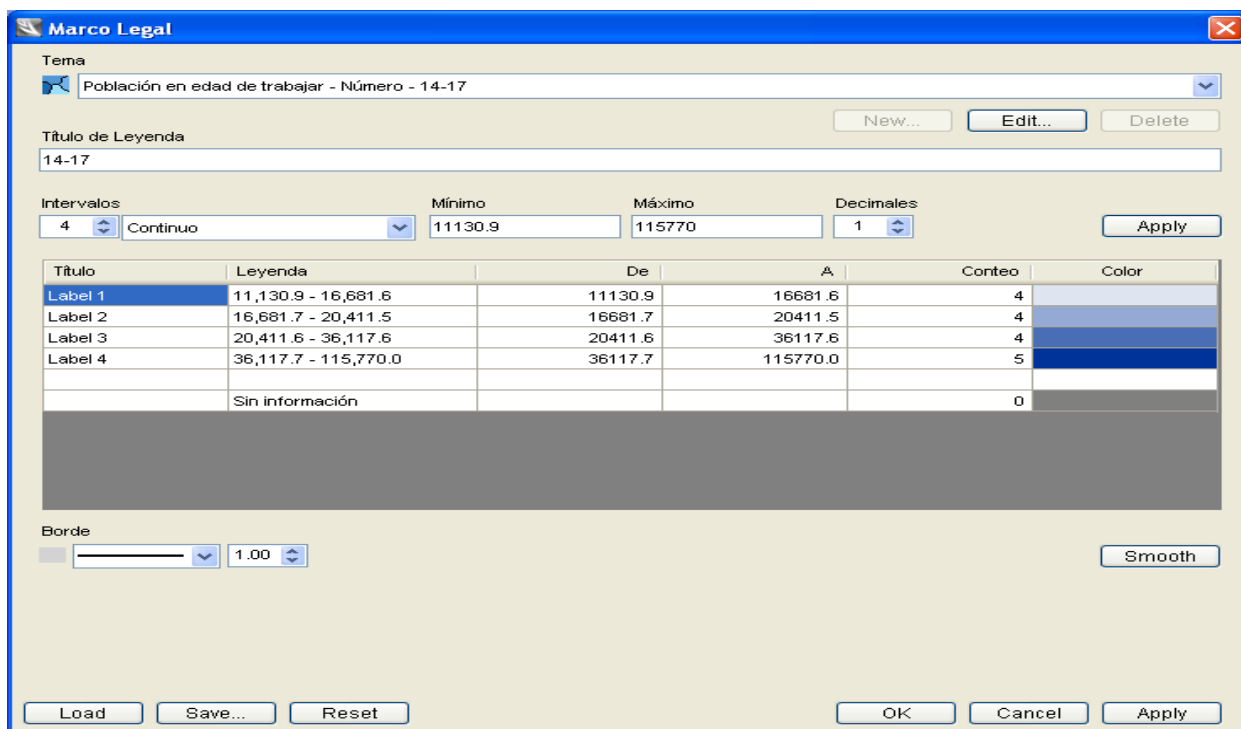 Marco Legal
Tema
Población en edad de trabajar - Número - 14-17
New... Edit... Delete
Título de Leyenda
14-17
Intervalos Mínimo Máximo Decimales
4 Continuo 11130.9 115770 1 Apply
Título Leyenda De A Conteo Color
Label 1 11,130.9 - 16,681.6 11130.9 16681.6 4
Label 2 16,681.7 - 20,411.5 16681.7 20411.5 4
Label 3 20,411.6 - 36,117.6 20411.6 36117.6 4
Label 4 36,117.7 - 115,770.0 36117.7 115770.0 5
Sin información 0
Borde
1.00 Smooth
Load Save... Reset OK Cancel Apply